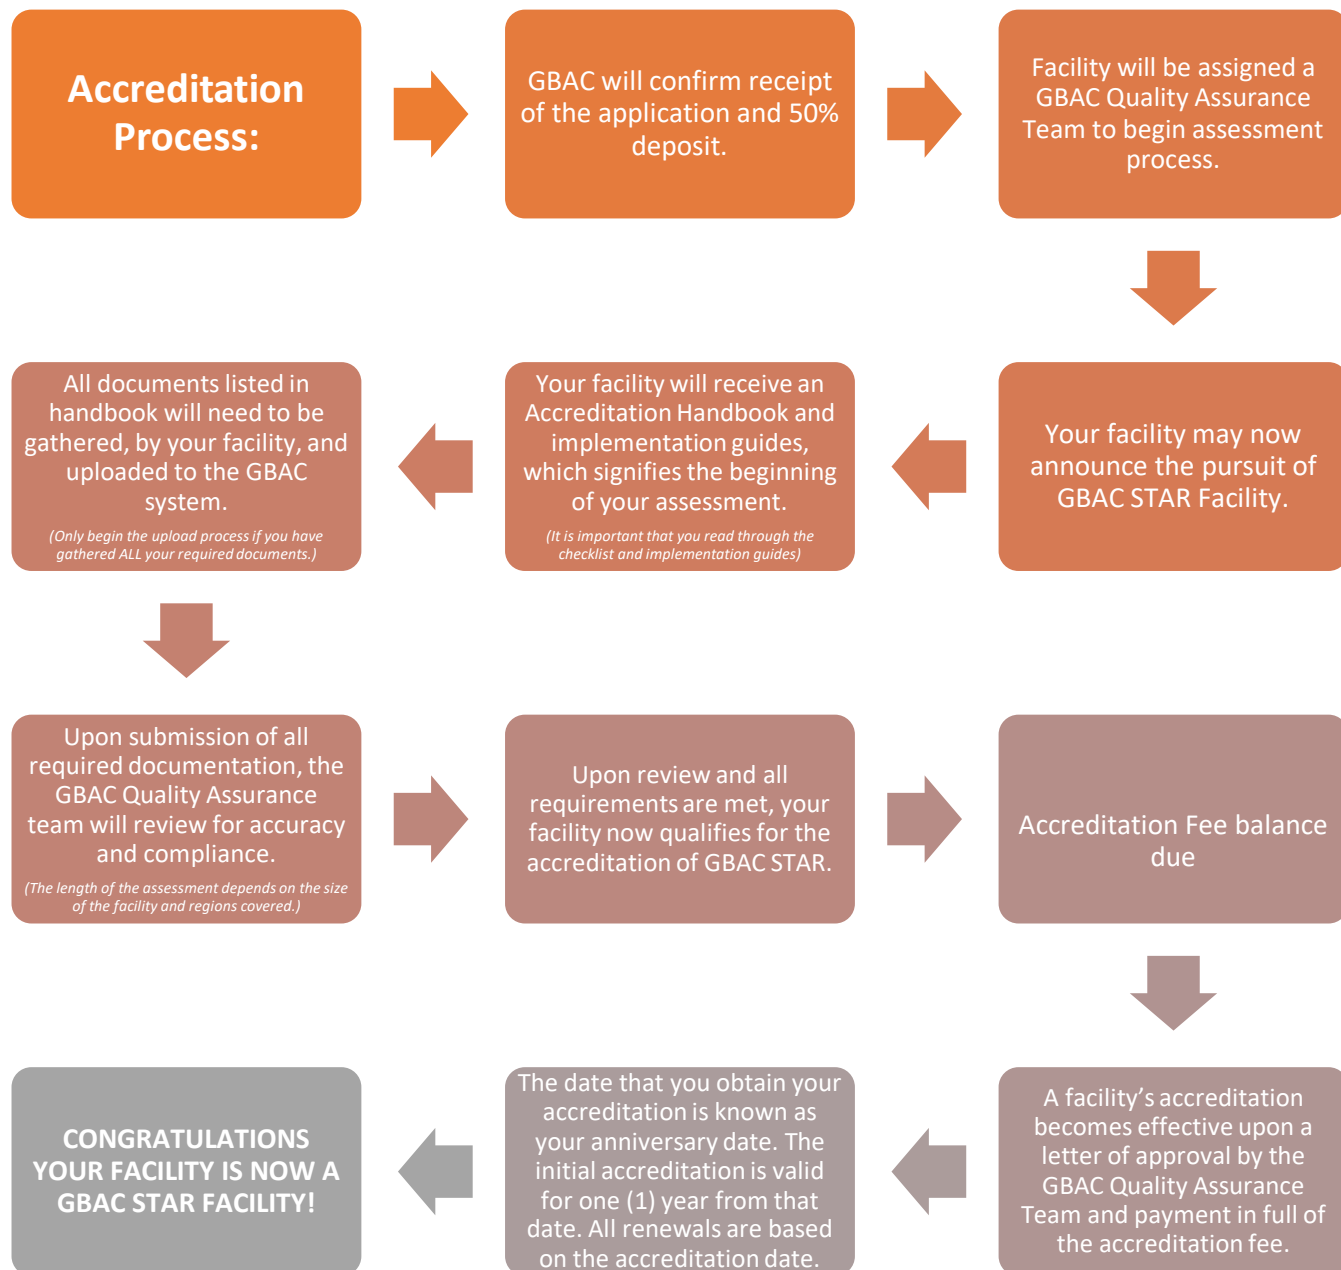 Accreditation
Process:
GBAC will confirm receipt
of the application and 50%
deposit.
Facility will be assigned a
GBAC Quality Assurance
Team to begin assessment
process.
Your facility may now
announce the pursuit of
GBAC STAR Facility.
Your facility will receive an
Accreditation Handbook and
implementation guides,
which signifies the beginning
of your assessment.
(It is important that you read through the
checklist and implementation guides)
All documents listed in
handbook will need to be
gathered, by your facility, and
uploaded to the GBAC
system.
(Only begin the upload process if you have
gathered ALL your required documents.)
Upon submission of all
required documentation, the
GBAC Quality Assurance
team will review for accuracy
and compliance.
(The length of the assessment depends on the size
of the facility and regions covered.)
Upon review and all
requirements are met, your
facility now qualifies for the
accreditation of GBAC STAR.
Accreditation Fee balance
due
A facility’s accreditation
becomes effective upon a
letter of approval by the
GBAC Quality Assurance
Team and payment in full of
the accreditation fee.
The date that you obtain your
accreditation is known as
your anniversary date. The
initial accreditation is valid
for one (1) year from that
date. All renewals are based
on the accreditation date.
CONGRATULATIONS
YOUR FACILITY IS NOW A
GBAC STAR FACILITY!